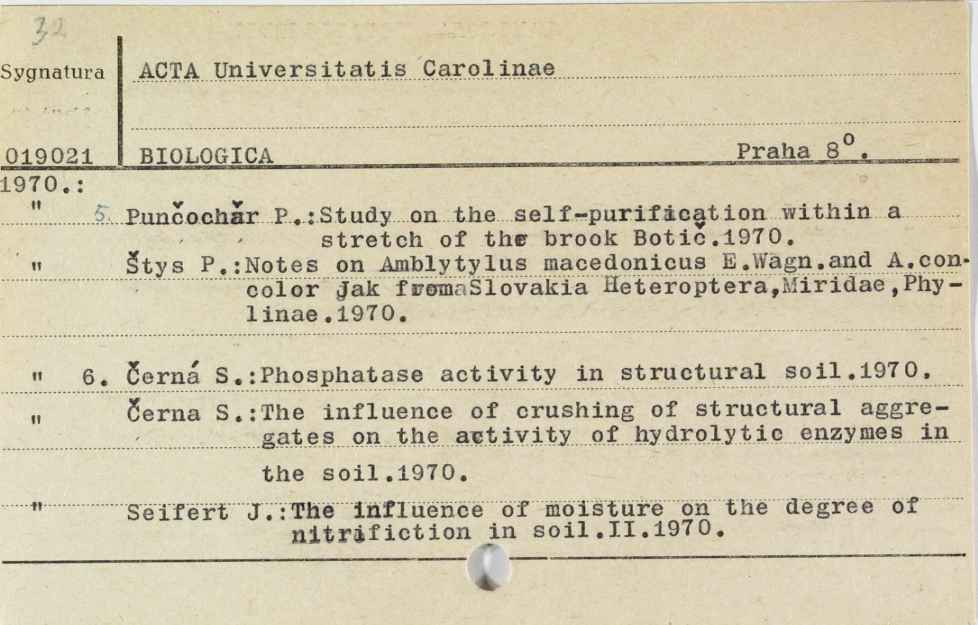 32
Sygnatura ACTA Universitatis Carolinae
019021 BIOLOGICA Praha 8⁰.
1970.:
" 5. Punčochář P.:Study on the self-purification within a
stretch of the brook Botič.1970.
" Štys P.:Notes on Amblytylus macedonicus E.Wagn.and A.con-
color Jak from Slovakia Heteroptera,Miridae,Phy-
linae.1970.
" 6. Černá S.:Phosphatase activity in structural soil.1970.
" Černa S.:The influence of crushing of structural aggre-
gates on the activity of hydrolytic enzymes in
the soil.1970.
" Seifert J.:The influence of moisture on the degree of
nitrifiction in soil.II.1970.